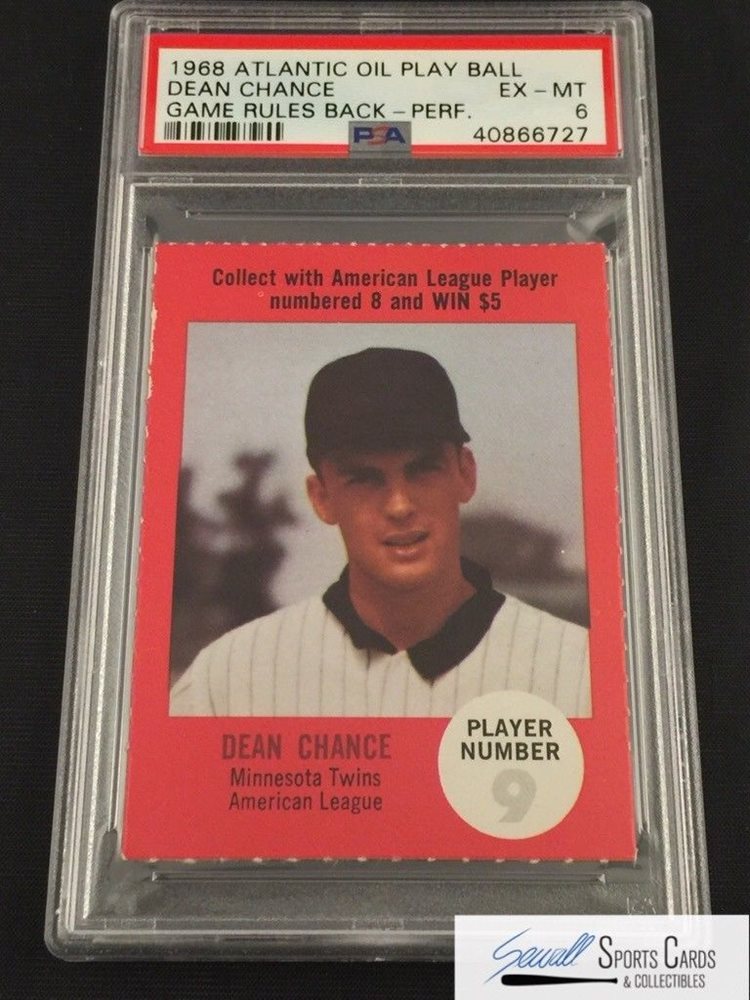 1968 ATLANTIC OIL PLAY BALL
DEAN CHANCE EX - MT
GAME RULES BACK - PERF. 6
PSA 40866727
Collect with American League Player
numbered 8 and WIN $5
DEAN CHANCE
Minnesota Twins
American League
PLAYER
NUMBER
9
Sewall SPORTS CARDS
& COLLECTIBLES